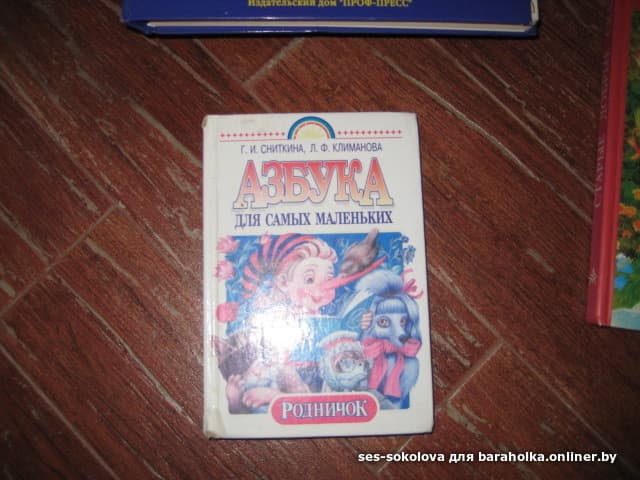 Издательский дом "ПРОФ-ПРЕСС"
Г. И. СНИТКИНА, Л. Ф. КЛИМАНОВА
АЗБУКА
ДЛЯ САМЫХ МАЛЕНЬКИХ
РОДНИЧОК
ses-sokolova для baraholka.onliner.by